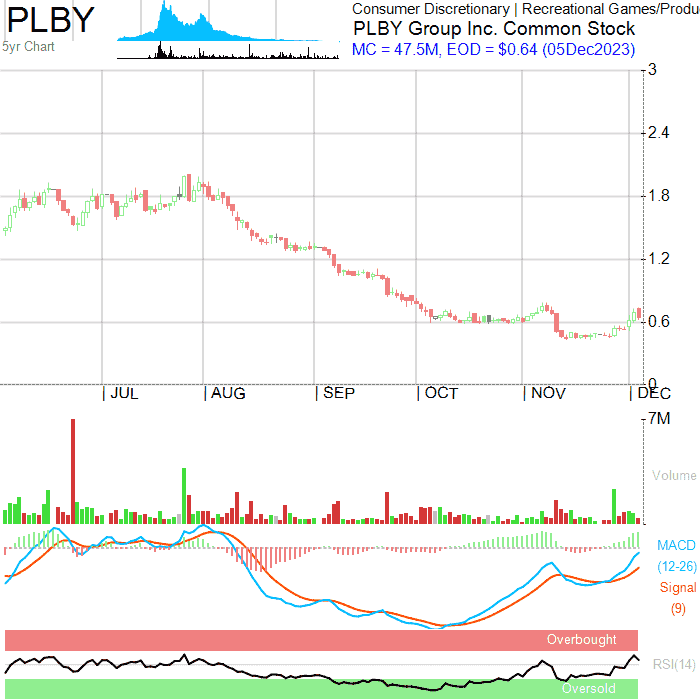 PLBY
5yr Chart
Consumer Discretionary | Recreational Games/Produ
PLBY Group Inc. Common Stock
MC = 47.5M, EOD = $0.64 (05Dec2023)
3
2.4
1.8
1.2
0.6
0
| JUL | AUG | SEP | OCT | NOV | DEC
7M
Volume
MACD
(12-26)
Signal
(9)
Overbought
RSI(14)
Oversold